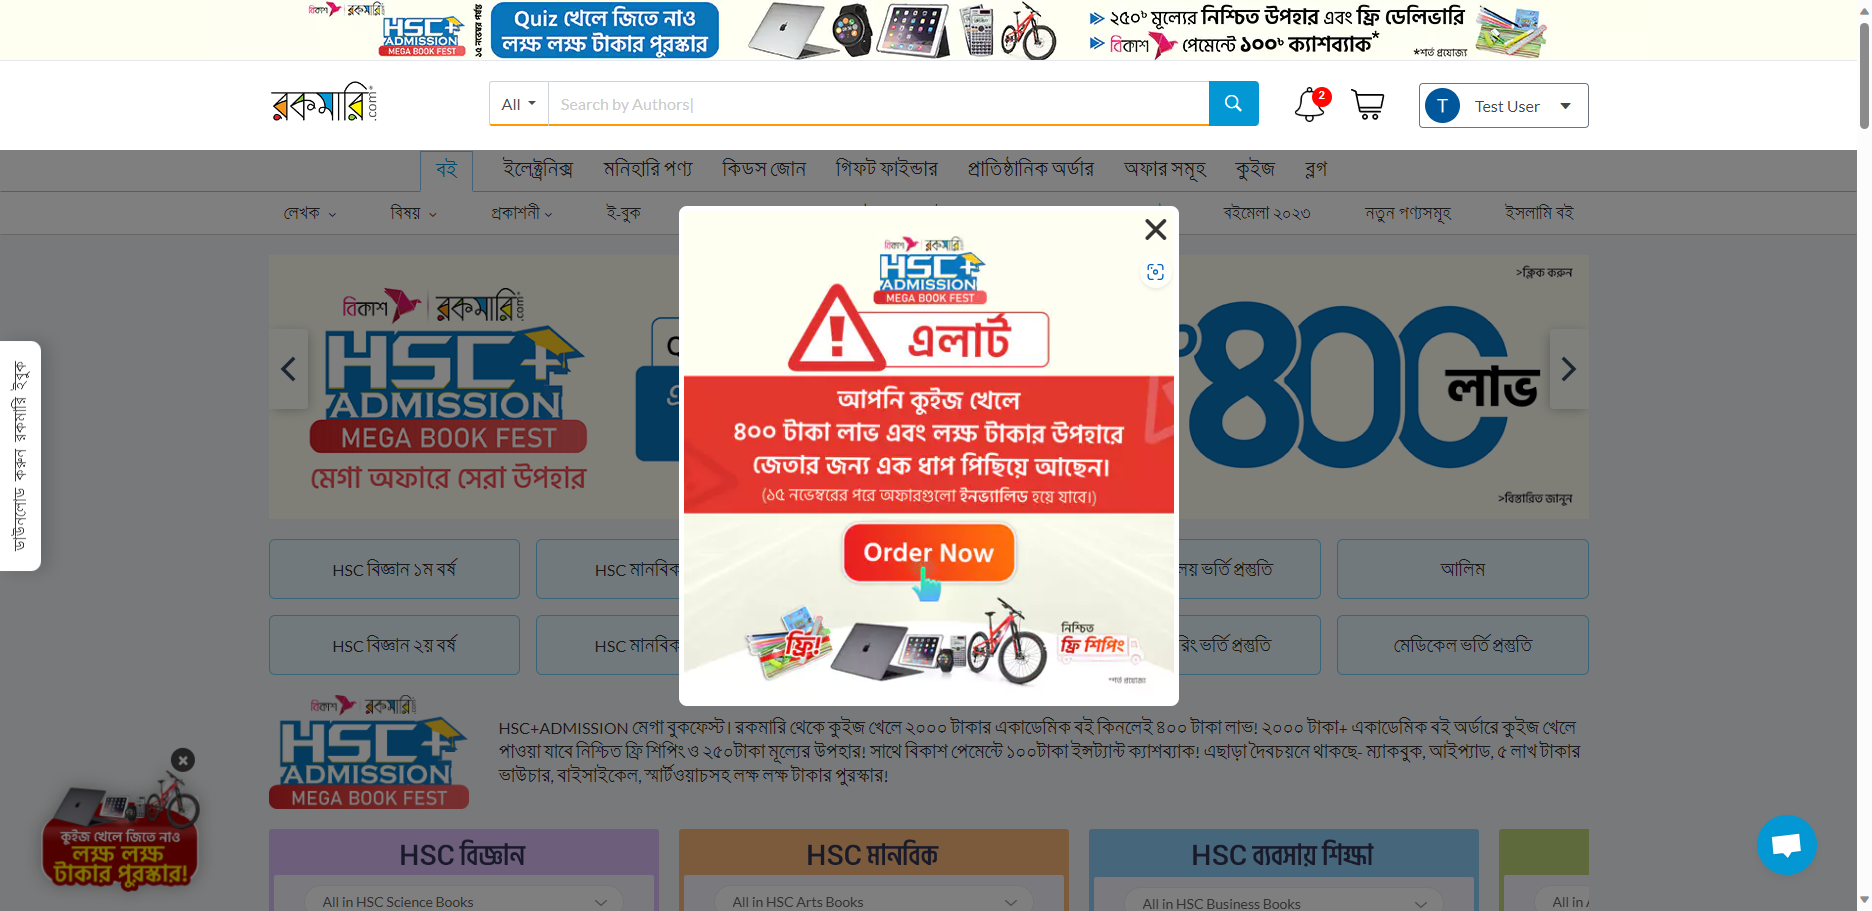 বিকাশ রকমারি
HSC+
ADMISSION
MEGA BOOK FEST
১৫ নভেম্বর পর্যন্ত
Quiz খেলে জিতে নাও
লক্ষ লক্ষ টাকার পুরস্কার
২৫০৳ মূল্যের নিশ্চিত উপহার এবং ফ্রি ডেলিভারি
বিকাশ পেমেন্টে ১০০৳ ক্যাশব্যাক*
*শর্ত প্রযোজ্য
রকমারি.com
All
Search by Authors|
2
T
Test User
বই
ইলেক্ট্রনিক্স
মনিহারি পণ্য
কিডস জোন
গিফট ফাইন্ডার
প্রাতিষ্ঠানিক অর্ডার
অফার সমূহ
কুইজ
ব্লগ
লেখক
বিষয়
প্রকাশনী
ই-বুক
বইমেলা ২০২৩
নতুন পণ্যসমূহ
ইসলামি বই
>ক্লিক করুন
বিকাশ রকমারি.com
HSC+
ADMISSION
MEGA BOOK FEST
মেগা অফারে সেরা উপহার
৳400
লাভ
>বিস্তারিত জানুন
ডাউনলোড করুন রকমারি ইবুক
বিকাশ রকমারি
HSC+
ADMISSION
MEGA BOOK FEST
এলার্ট
আপনি কুইজ খেলে
৪০০ টাকা লাভ এবং লক্ষ টাকার উপহারে
জেতার জন্য এক ধাপ পিছিয়ে আছেন।
(১৫ নভেম্বরের পরে অফারগুলো ইনভ্যালিড হয়ে যাবে।)
Order Now
ফ্রি!
নিশ্চিত
ফ্রি শিপিং
*শর্ত প্রযোজ্য
HSC বিজ্ঞান ১ম বর্ষ
HSC মানবিক
ভর্তি প্রস্তুতি
আলিম
HSC বিজ্ঞান ২য় বর্ষ
HSC মানবিক
ভর্তি প্রস্তুতি
মেডিকেল ভর্তি প্রস্তুতি
বিকাশ রকমারি
HSC+
ADMISSION
MEGA BOOK FEST
HSC+ADMISSION মেগা বুকফেস্ট। রকমারি থেকে কুইজ খেলে ২০০০ টাকার একাডেমিক বই কিনলেই ৪০০ টাকা লাভ! ২০০০ টাকা+ একাডেমিক বই অর্ডারে কুইজ খেলে
পাওয়া যাবে নিশ্চিত ফ্রি শিপিং ও ২৫০টাকা মূল্যের উপহার! সাথে বিকাশ পেমেন্টে ১০০টাকা ইন্সট্যান্ট ক্যাশব্যাক! এছাড়া দৈবচয়নে থাকছে- ম্যাকবুক, আইপ্যাড, ৫ লাখ টাকার
ভাউচার, বাইসাইকেল, স্মার্টওয়াচসহ লক্ষ লক্ষ টাকার পুরস্কার!
কুইজ খেলে জিতে নাও
লক্ষ লক্ষ
টাকার পুরস্কার!
HSC বিজ্ঞান
HSC মানবিক
HSC ব্যবসায় শিক্ষা
All in HSC Science Books
All in HSC Arts Books
All in HSC Business Books
All in